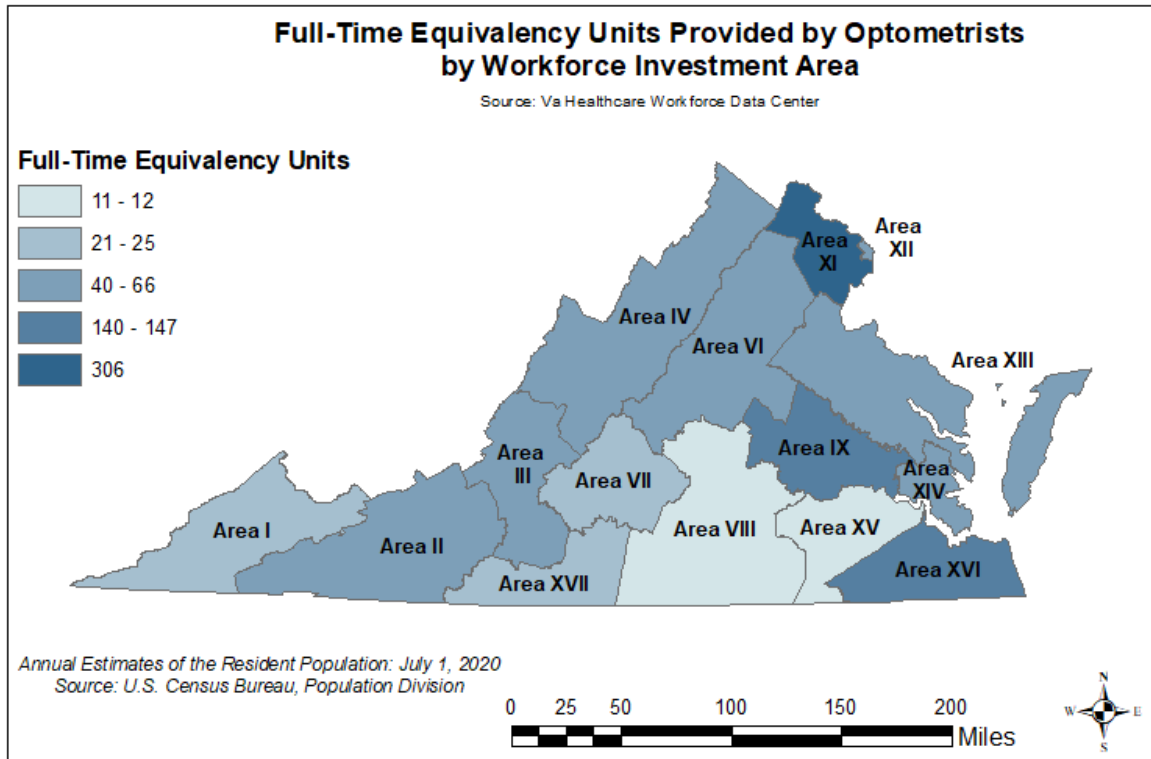 Full-Time Equivalency Units Provided by Optometrists
by Workforce Investment Area
Source: Va Healthcare Workforce Data Center
Full-Time Equivalency Units
11 - 12
21 - 25
40 - 66
140 - 147
306
Area
XI
Area
XII
Area IV
Area VI
Area XIII
Area IX
Area
III
Area VII
Area
XIV
Area I
Area II
Area VIII
Area XV
Area XVII
Area XVI
Annual Estimates of the Resident Population: July 1, 2020
Source: U.S. Census Bureau, Population Division
0 25 50 100 150 200
Miles
N
W E
S